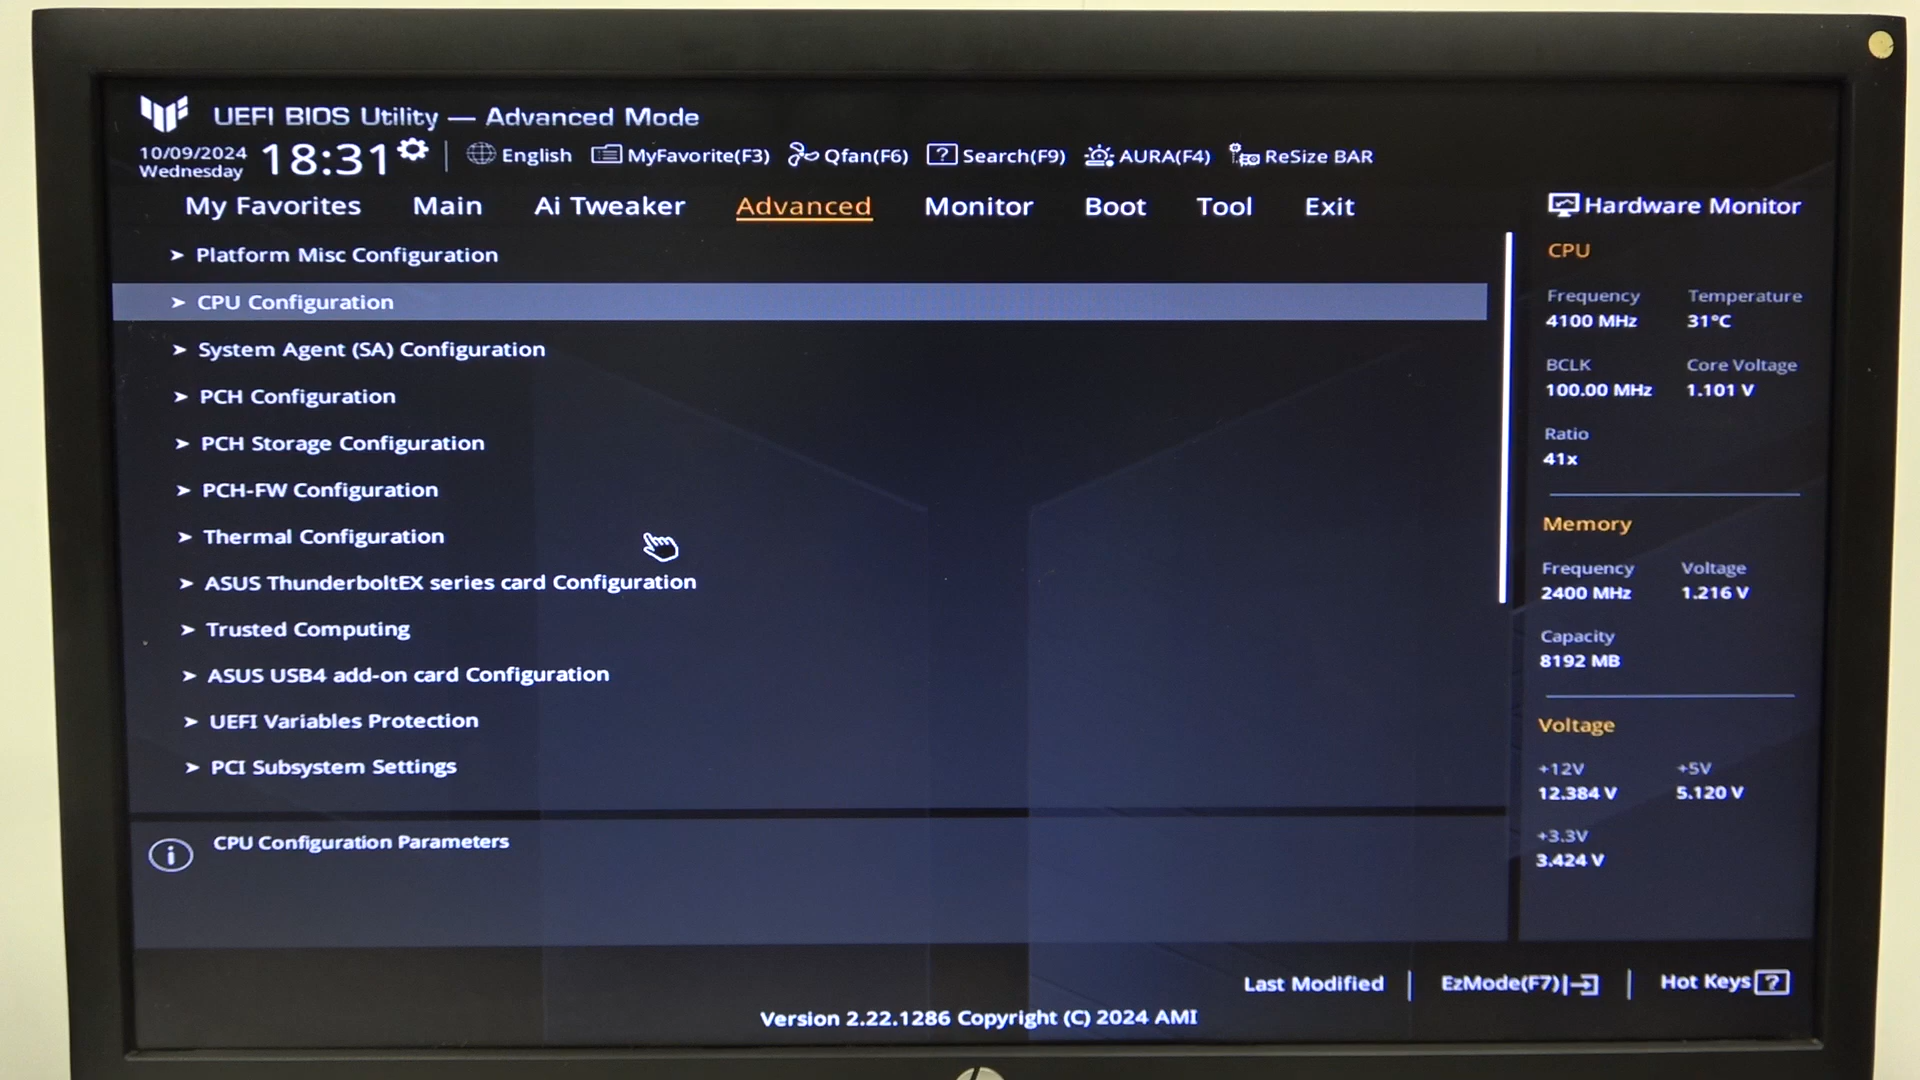 UEFI BIOS Utility — Advanced Mode
10/09/2024
Wednesday
18:31
English
MyFavorite(F3)
Qfan(F6)
Search(F9)
AURA(F4)
ReSize BAR
My Favorites
Main
Ai Tweaker
Advanced
Monitor
Boot
Tool
Exit
Platform Misc Configuration
CPU Configuration
System Agent (SA) Configuration
PCH Configuration
PCH Storage Configuration
PCH-FW Configuration
Thermal Configuration
ASUS ThunderboltEX series card Configuration
Trusted Computing
ASUS USB4 add-on card Configuration
UEFI Variables Protection
PCI Subsystem Settings
CPU Configuration Parameters
Hardware Monitor
CPU
Frequency Temperature
4100 MHz 31°C
BCLK Core Voltage
100.00 MHz 1.101 V
Ratio
41x
Memory
Frequency Voltage
2400 MHz 1.216 V
Capacity
8192 MB
Voltage
+12V +5V
12.384 V 5.120 V
+3.3V
3.424 V
Last Modified
EzMode(F7)
Hot Keys ?
Version 2.22.1286 Copyright (C) 2024 AMI